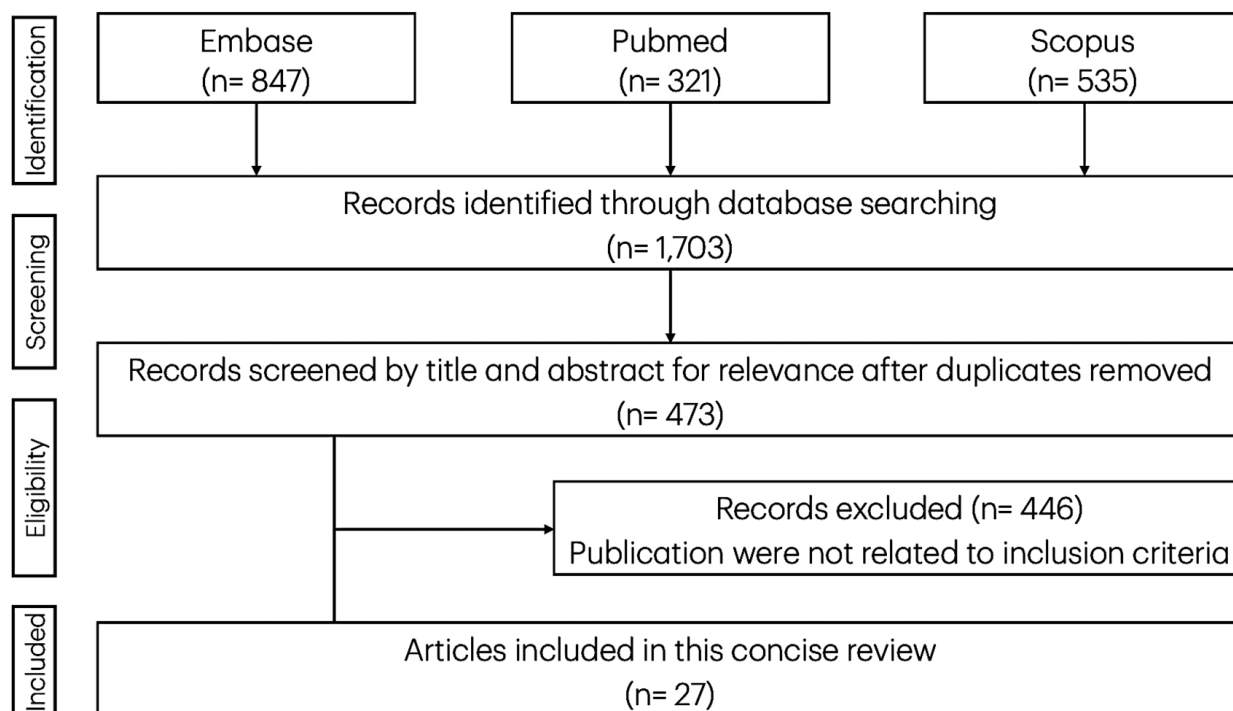 Identification
Embase
(n= 847)
Pubmed
(n= 321)
Scopus
(n= 535)
Records identified through database searching
(n= 1,703)
Screening
Records screened by title and abstract for relevance after duplicates removed
(n= 473)
Eligibility
Records excluded (n= 446)
Publication were not related to inclusion criteria
Included
Articles included in this concise review
(n= 27)